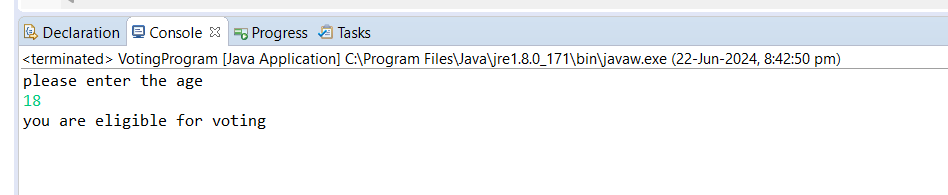 Declaration Console Progress Tasks
<terminated> VotingProgram [Java Application] C:\Program Files\Java\jre1.8.0_171\bin\javaw.exe (22-Jun-2024, 8:42:50 pm)
please enter the age
18
you are eligible for voting